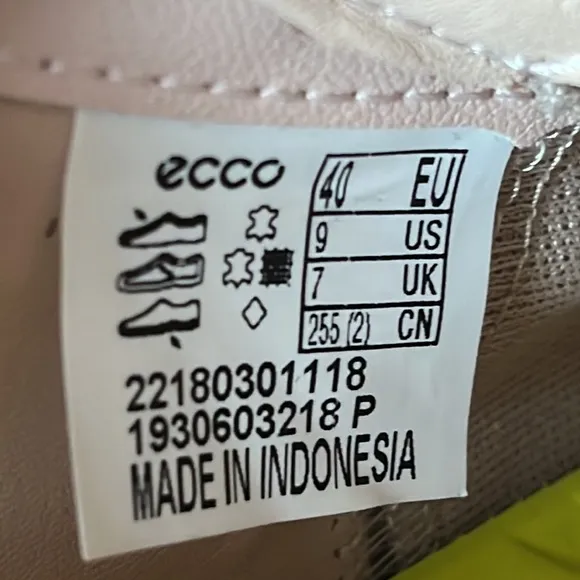 ecco
40 EU
9 US
7 UK
255 (2) CN
22180301118
1930603218 P
MADE IN INDONESIA